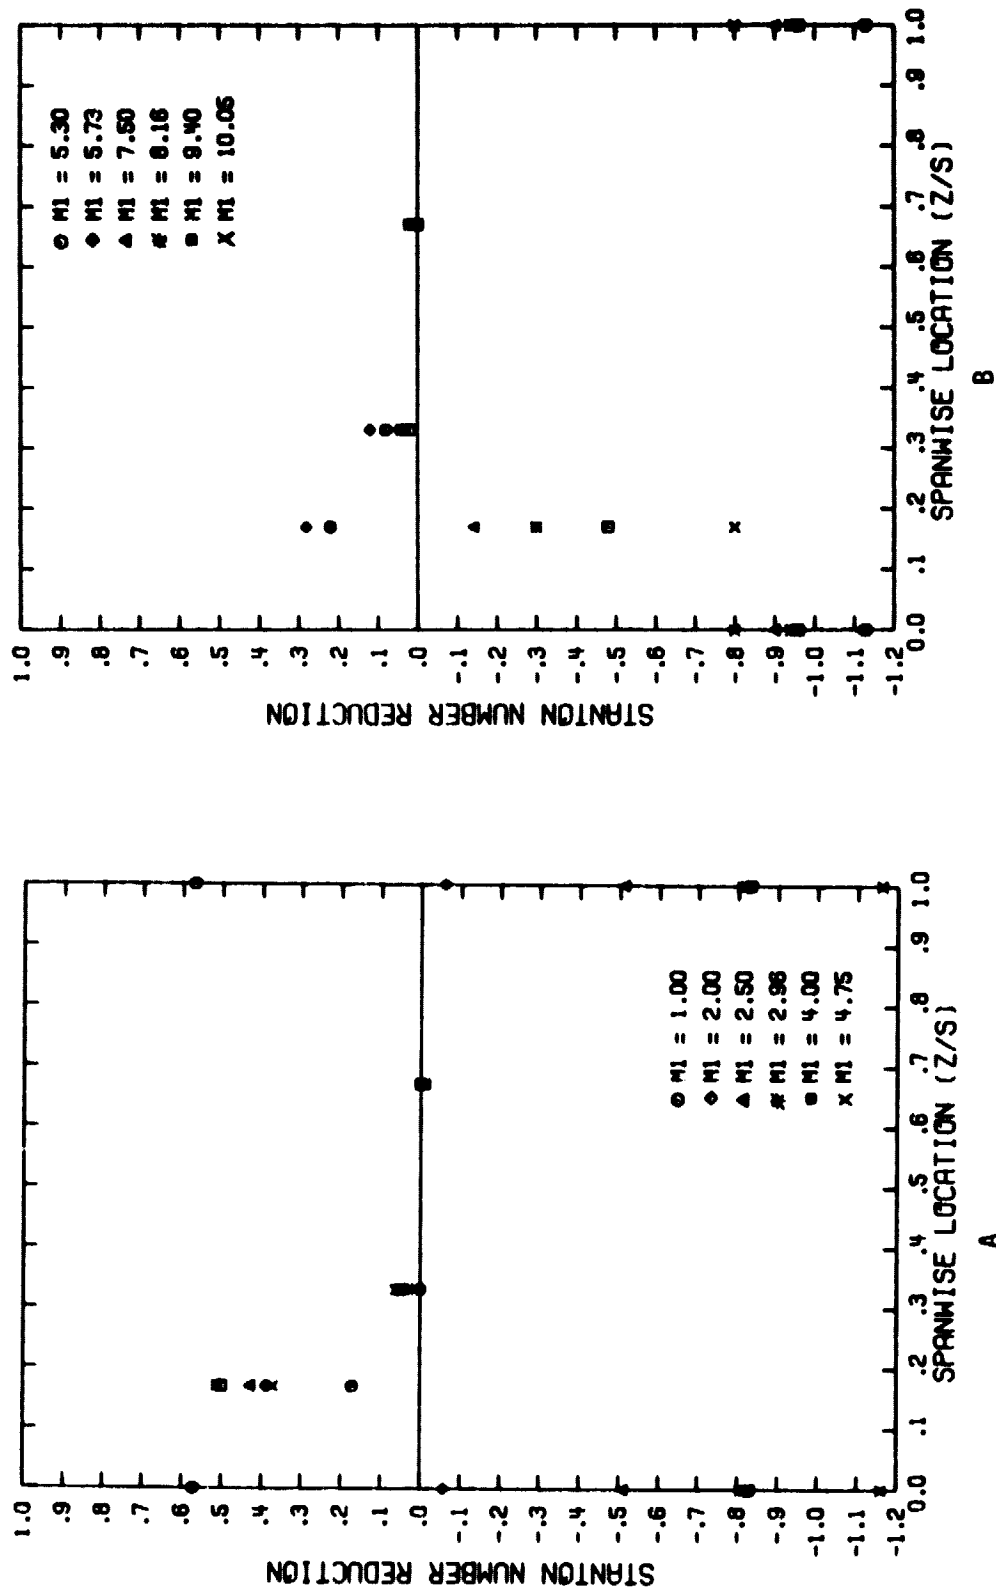 STANTON NUMBER REDUCTION
1.0
.9
.8
.7
.6
.5
.4
.3
.2
.1
.0
-.1
-.2
-.3
-.4
-.5
-.6
-.7
-.8
-.9
-1.0
-1.1
-1.2
M1 = 1.00
M1 = 2.00
M1 = 2.50
M1 = 2.96
M1 = 4.00
M1 = 4.75
0.0 .1 .2 .3 .4 .5 .6 .7 .8 .9 1.0
SPANWISE LOCATION (Z/S)
A
STANTON NUMBER REDUCTION
1.0
.9
.8
.7
.6
.5
.4
.3
.2
.1
.0
-.1
-.2
-.3
-.4
-.5
-.6
-.7
-.8
-.9
-1.0
-1.1
-1.2
M1 = 5.30
M1 = 5.73
M1 = 7.50
M1 = 8.16
M1 = 9.40
M1 = 10.05
0.0 .1 .2 .3 .4 .5 .6 .7 .8 .9 1.0
SPANWISE LOCATION (Z/S)
B